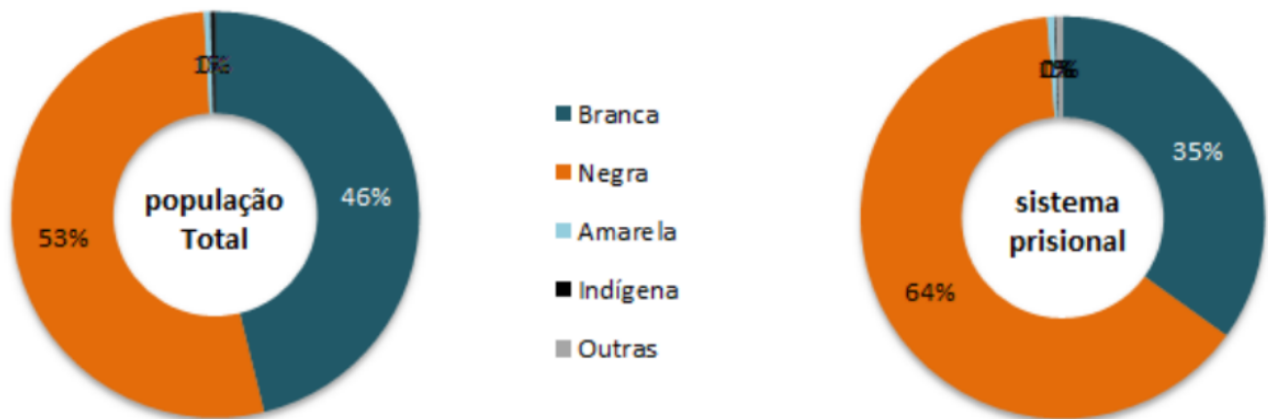 população
Total
46%
53%
Branca
Negra
Amarela
Indígena
Outras
sistema
prisional
35%
64%